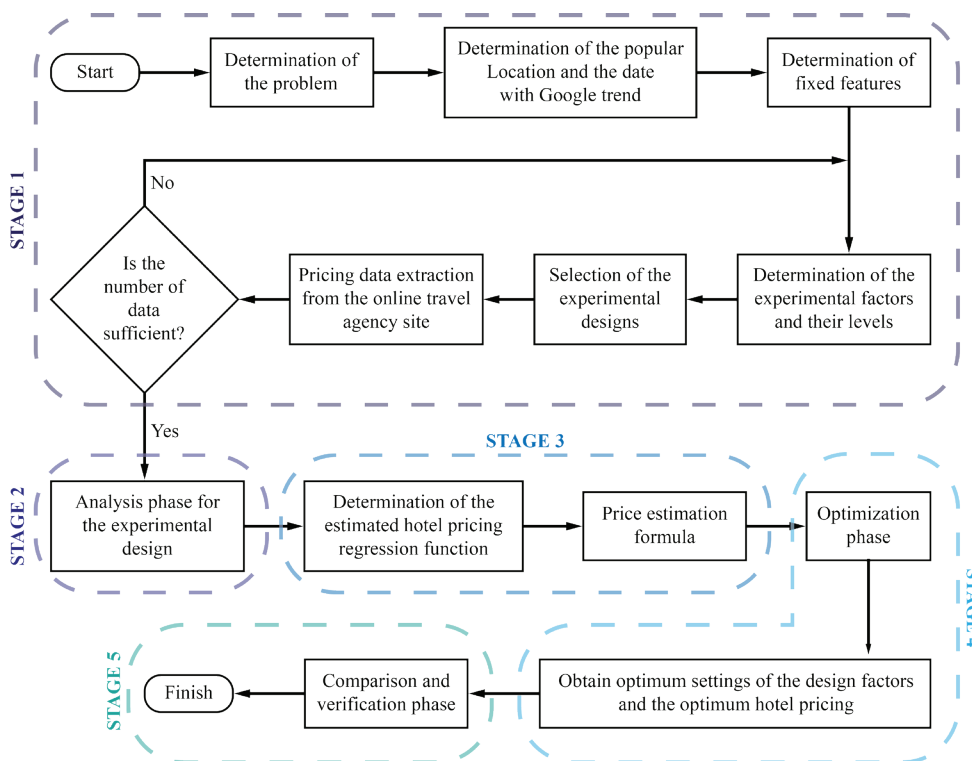 Start
Determination of
the problem
Determination of the popular
Location and the date
with Google trend
Determination of
fixed features
STAGE 1
No
Is the
number of
data
sufficient?
Pricing data extraction
from the online travel
agency site
Selection of the
experimental
designs
Determination of the
experimental factors
and their levels
Yes
STAGE 3
STAGE 2
Analysis phase for
the experimental
design
Determination of the
estimated hotel pricing
regression function
Price estimation
formula
Optimization
phase
STAGE 4
STAGE 5
Finish
Comparison and
verification phase
Obtain optimum settings of the design factors
and the optimum hotel pricing